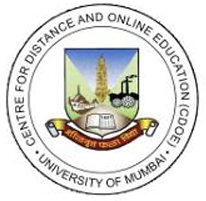 CENTRE FOR DISTANCE AND ONLINE EDUCATION (CDOE)
शीलवृत्तफला विद्या
• UNIVERSITY OF MUMBAI •